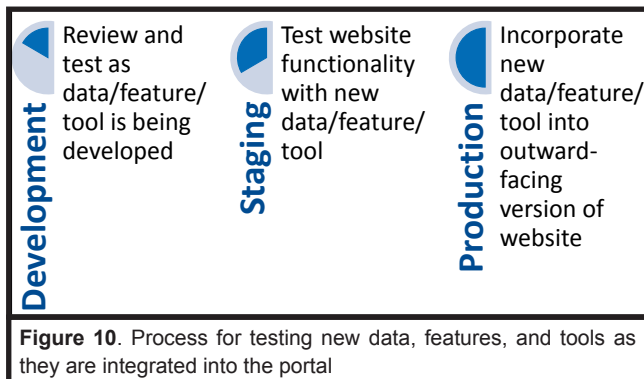 Development
Review and
test as
data/feature/
tool is being
developed
Staging
Test website
functionality
with new
data/feature/
tool
Production
Incorporate
new
data/feature/
tool into
outward-
facing
version of
website
Figure 10. Process for testing new data, features, and tools as
they are integrated into the portal